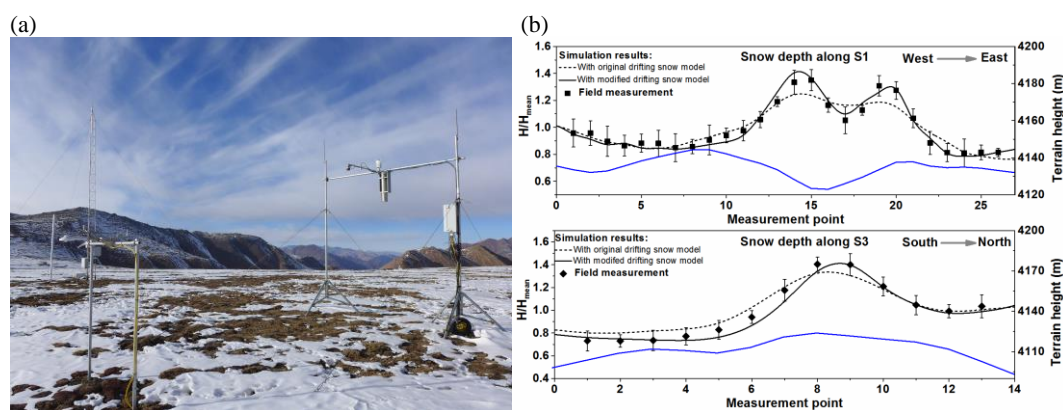 (a)
(b)
1.6
1.4
1.2
1.0
0.8
0.6
H/Hmean
Simulation results:
With original drifting snow model
With modified drifting snow model
Field measurement
Snow depth along S1
West
East
4200
4180
4160
4140
4120
Terrain height (m)
0 5 10 15 20 25
Measurement point
1.6
1.4
1.2
1.0
0.8
0.6
0.4
H/Hmean
Simulation results:
With original drifting snow model
With modifed drifting snow model
Field measurement
Snow depth along S3
South
North
4200
4170
4140
4110
Terrain height (m)
0 2 4 6 8 10 12 14
Measurement point